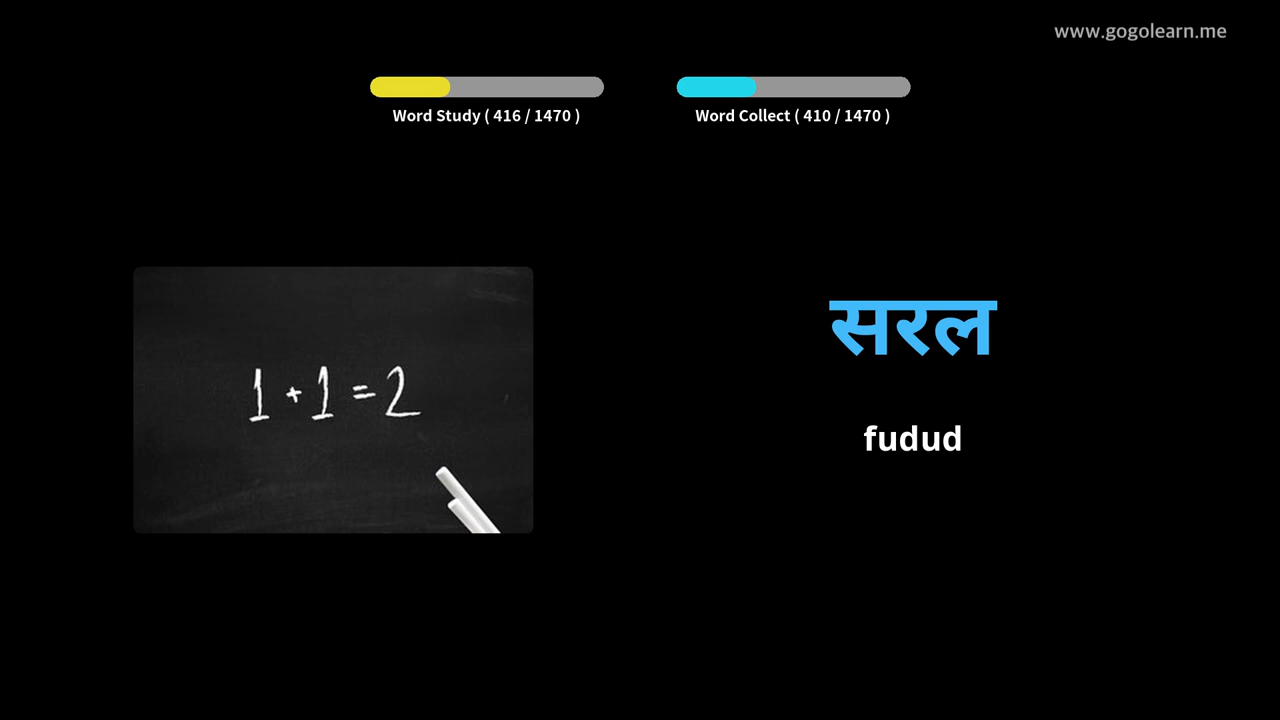 www.gogolearn.me
Word Study ( 416 / 1470 )
Word Collect ( 410 / 1470 )
1 + 1 = 2
सरल
fudud